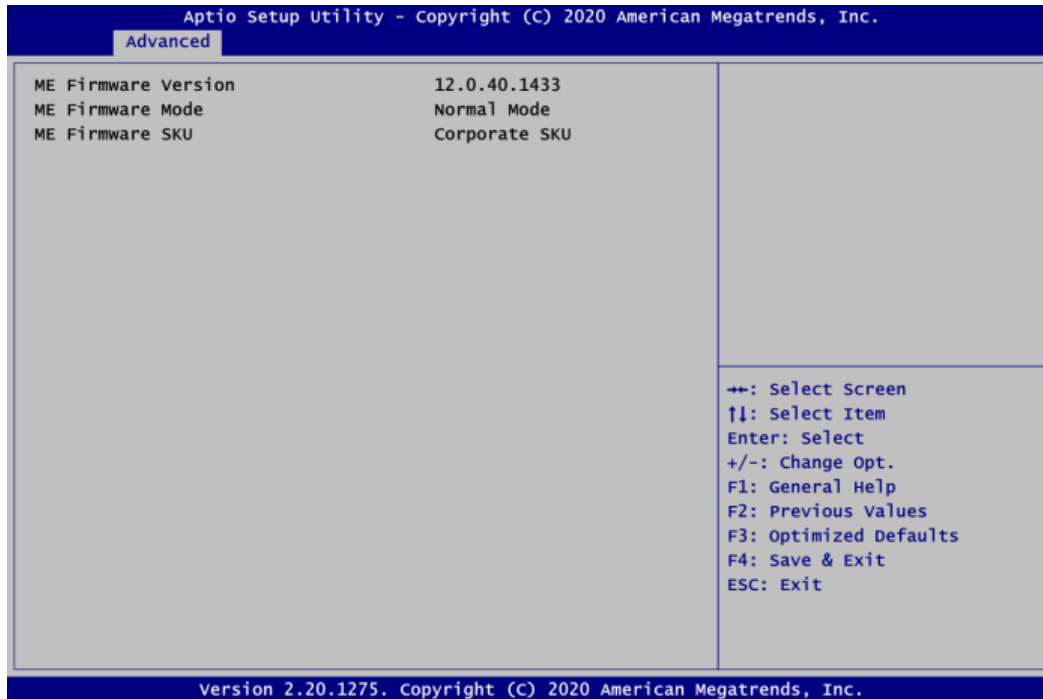 Aptio Setup Utility - Copyright (C) 2020 American Megatrends, Inc.
Advanced
ME Firmware Version 12.0.40.1433
ME Firmware Mode Normal Mode
ME Firmware SKU Corporate SKU
→←: Select Screen
↑↓: Select Item
Enter: Select
+/-: Change Opt.
F1: General Help
F2: Previous Values
F3: Optimized Defaults
F4: Save & Exit
ESC: Exit
Version 2.20.1275. Copyright (C) 2020 American Megatrends, Inc.